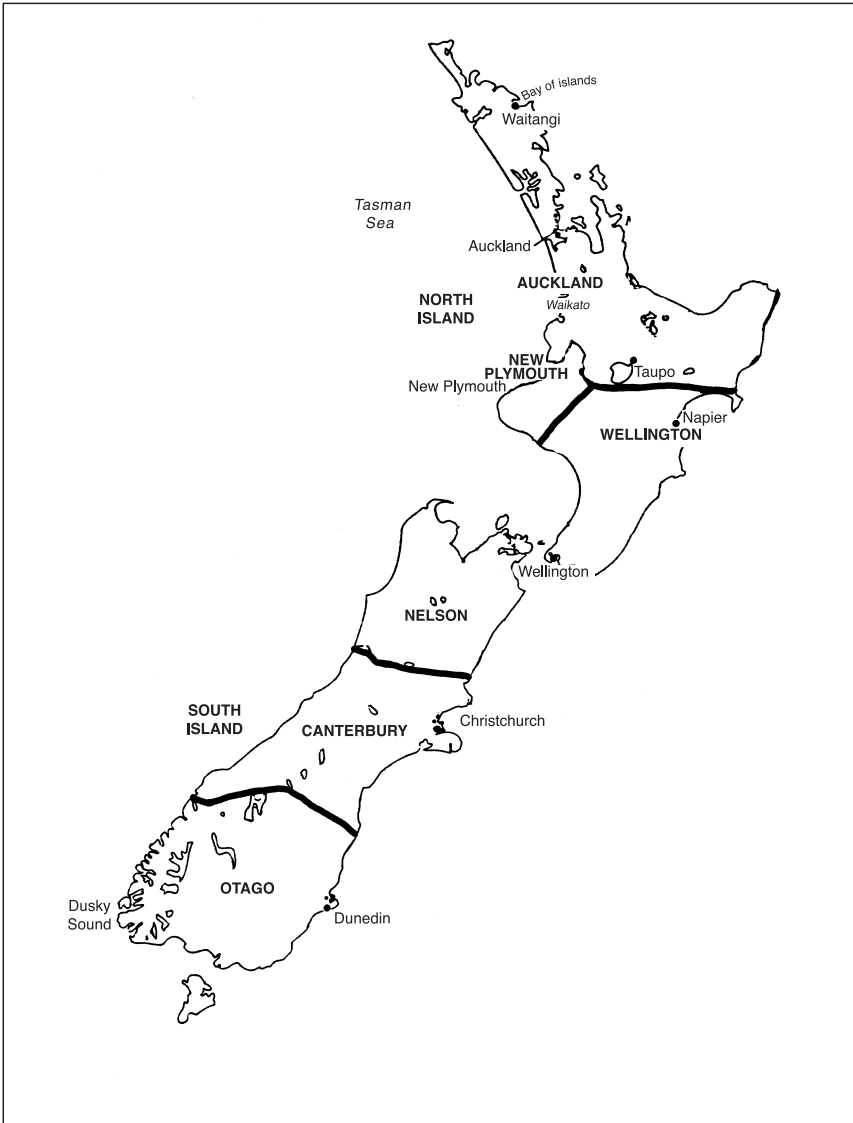 Bay of islands
Waitangi
Tasman
Sea
Auckland
AUCKLAND
NORTH
ISLAND
Waikato
NEW
PLYMOUTH
Taupo
New Plymouth
Napier
WELLINGTON
Wellington
NELSON
SOUTH
ISLAND
CANTERBURY
Christchurch
OTAGO
Dusky
Sound
Dunedin